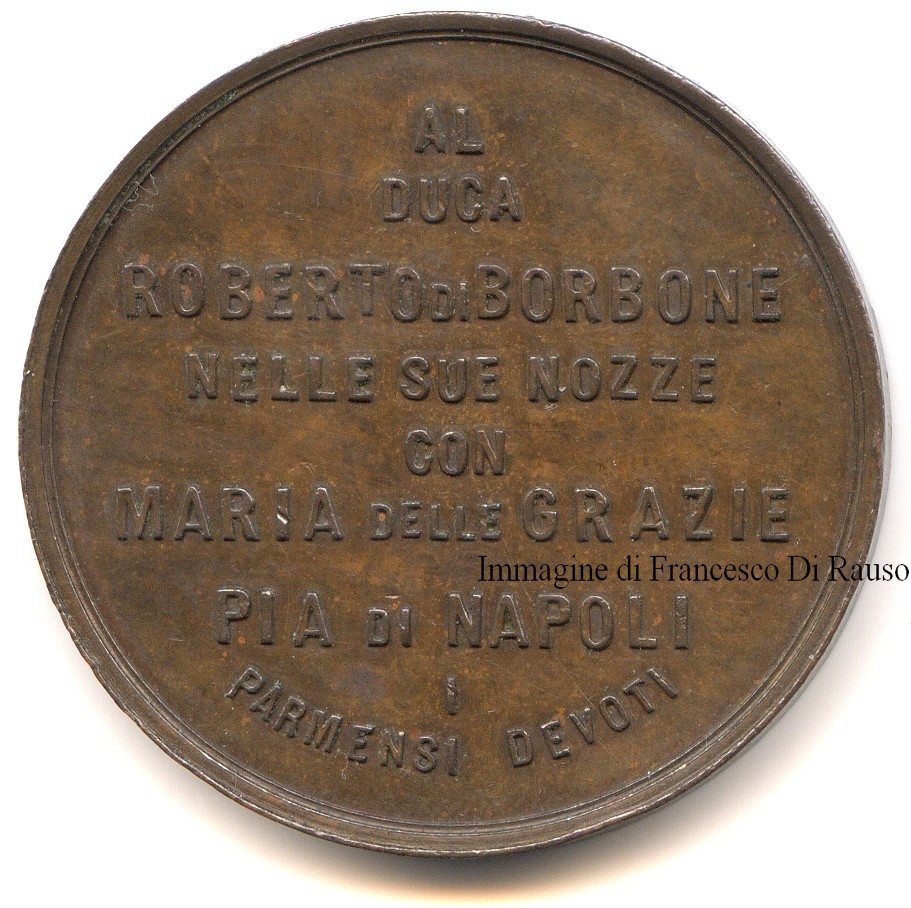 AL
DUCA
ROBERTO DI BORBONE
NELLE SUE NOZZE
CON
MARIA DELLE GRAZIE
Immagine di Francesco Di Rauso
PIA DI NAPOLI
I
PARMENSI DEVOTI